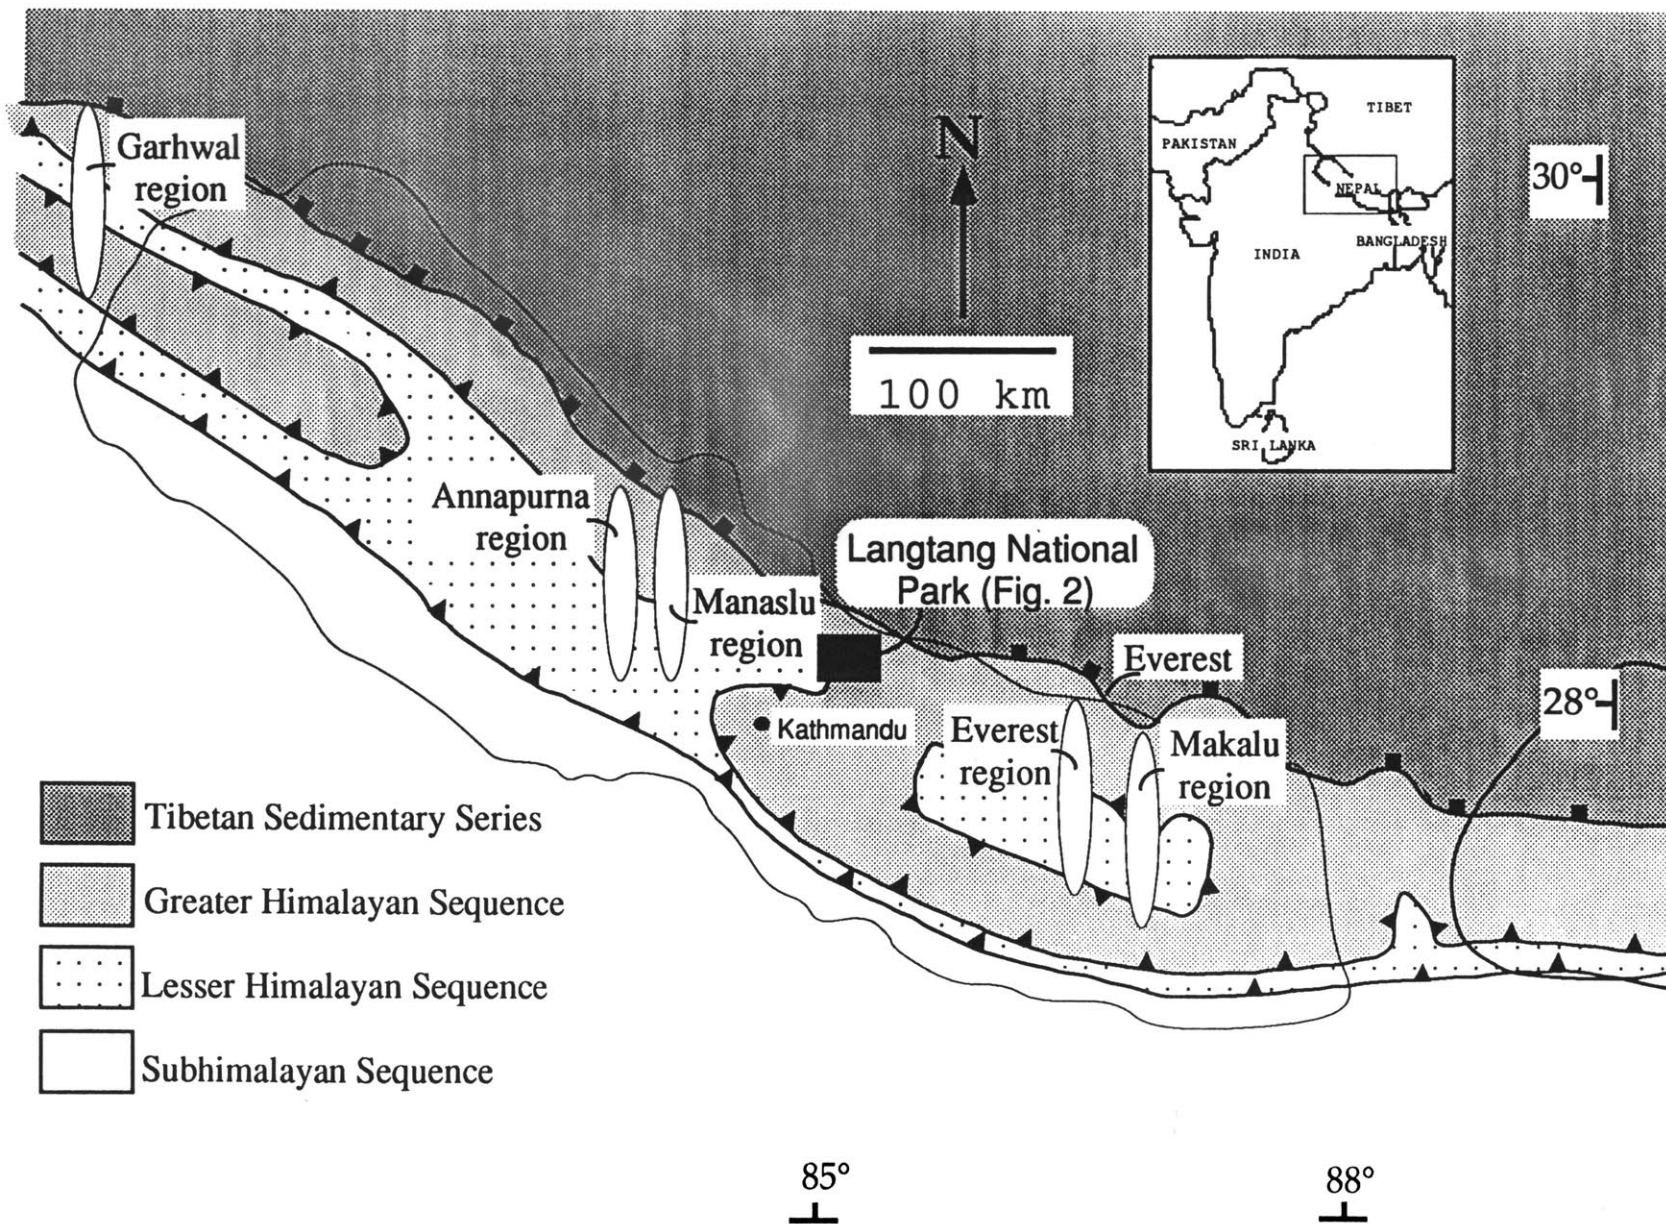 Garhwal
region
N
100 km
PAKISTAN
TIBET
NEPAL
INDIA
BANGLADESH
SRI LANKA
30°
Annapurna
region
Manaslu
region
Langtang National
Park (Fig. 2)
Everest
28°
Kathmandu
Everest
region
Makalu
region
Tibetan Sedimentary Series
Greater Himalayan Sequence
Lesser Himalayan Sequence
Subhimalayan Sequence
85°
88°